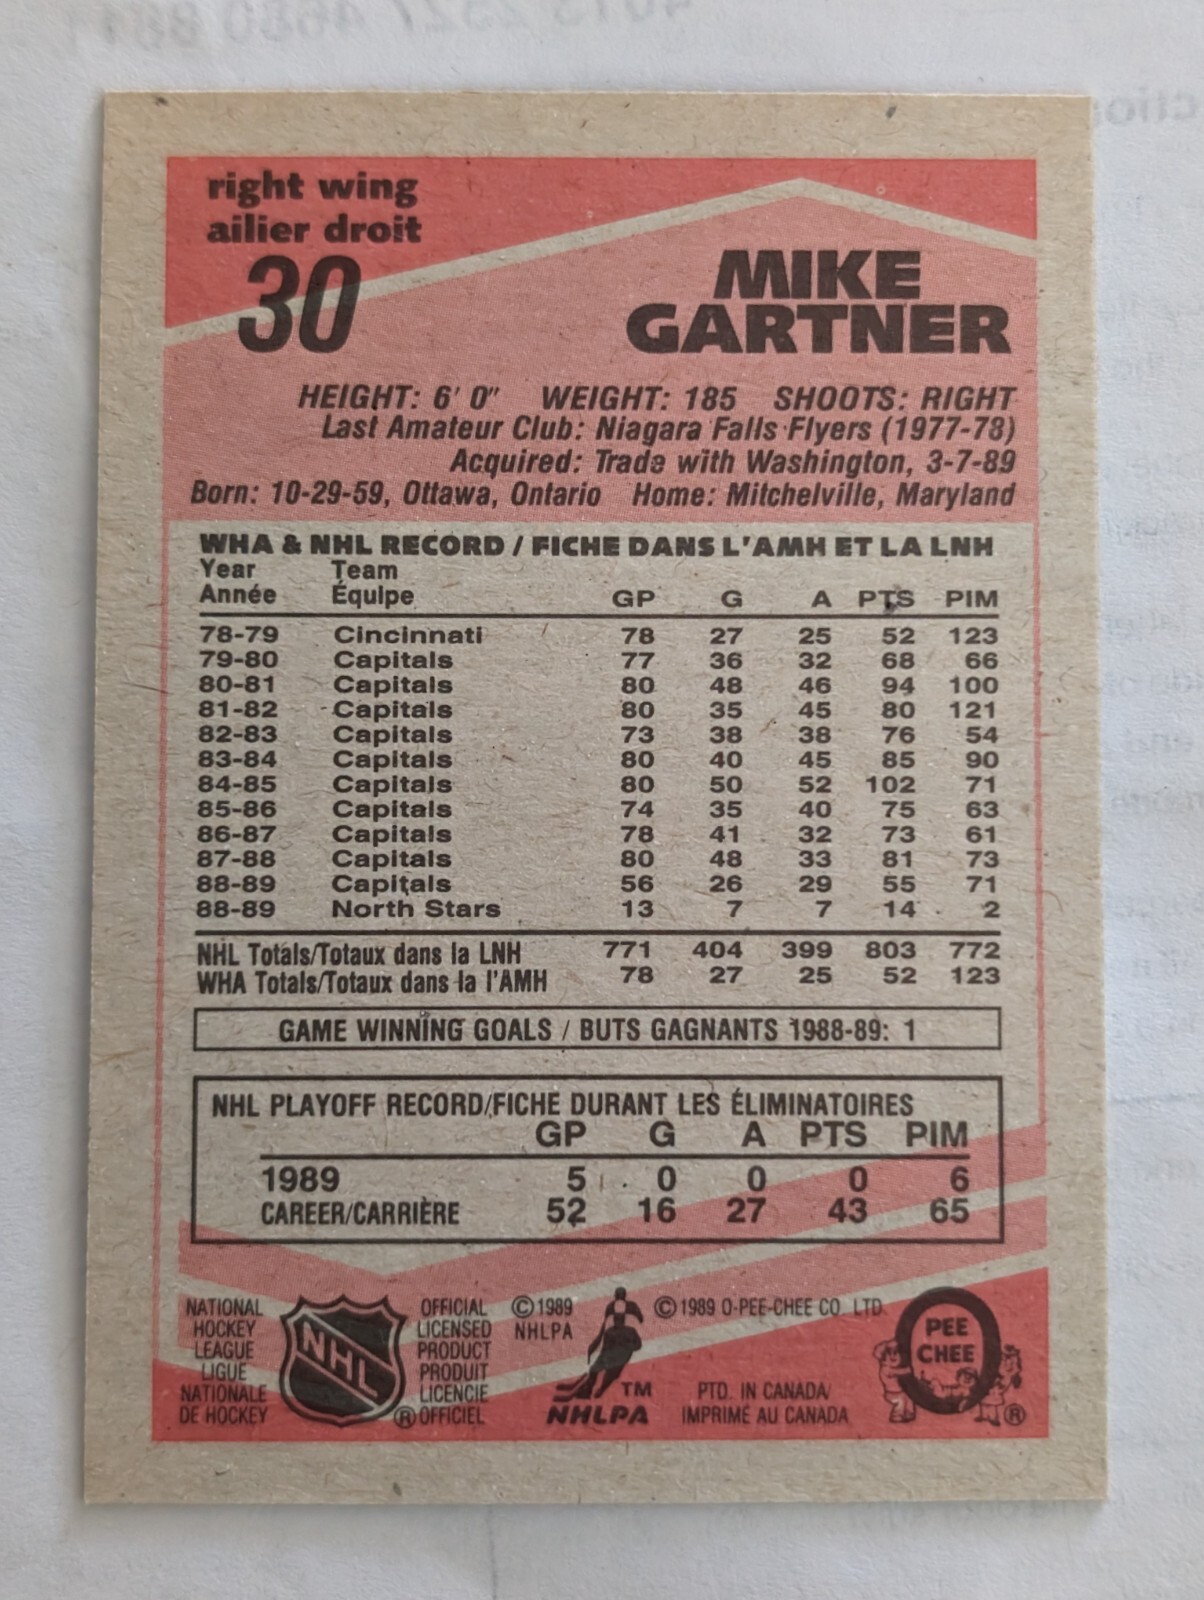 right wing
ailier droit
30
MIKE
GARTNER
HEIGHT: 6' 0" WEIGHT: 185 SHOOTS: RIGHT
Last Amateur Club: Niagara Falls Flyers (1977-78)
Acquired: Trade with Washington, 3-7-89
Born: 10-29-59, Ottawa, Ontario Home: Mitchelville, Maryland
WHA & NHL RECORD / FICHE DANS L'AMH ET LA LNH
Year Team
Année Équipe GP G A PTS PIM
78-79 Cincinnati 78 27 25 52 123
79-80 Capitals 77 36 32 68 66
80-81 Capitals 80 48 46 94 100
81-82 Capitals 80 35 45 80 121
82-83 Capitals 73 38 38 76 54
83-84 Capitals 80 40 45 85 90
84-85 Capitals 80 50 52 102 71
85-86 Capitals 74 35 40 75 63
86-87 Capitals 78 41 32 73 61
87-88 Capitals 80 48 33 81 73
88-89 Capitals 56 26 29 55 71
88-89 North Stars 13 7 7 14 2
NHL Totals/Totaux dans la LNH 771 404 399 803 772
WHA Totals/Totaux dans la l'AMH 78 27 25 52 123
GAME WINNING GOALS / BUTS GAGNANTS 1988-89: 1
NHL PLAYOFF RECORD/FICHE DURANT LES ÉLIMINATOIRES
GP G A PTS PIM
1989 5 0 0 0 6
CAREER/CARRIÈRE 52 16 27 43 65
NATIONAL
HOCKEY
LEAGUE
LIGUE
NATIONALE
DE HOCKEY
NHL
®
OFFICIAL
LICENSED
PRODUCT
PRODUIT
LICENCIE
OFFICIEL
© 1989
NHLPA
TM
NHLPA
© 1989 O-PEE-CHEE CO. LTD.
PTD. IN CANADA/
IMPRIMÉ AU CANADA
O
PEE
CHEE
®